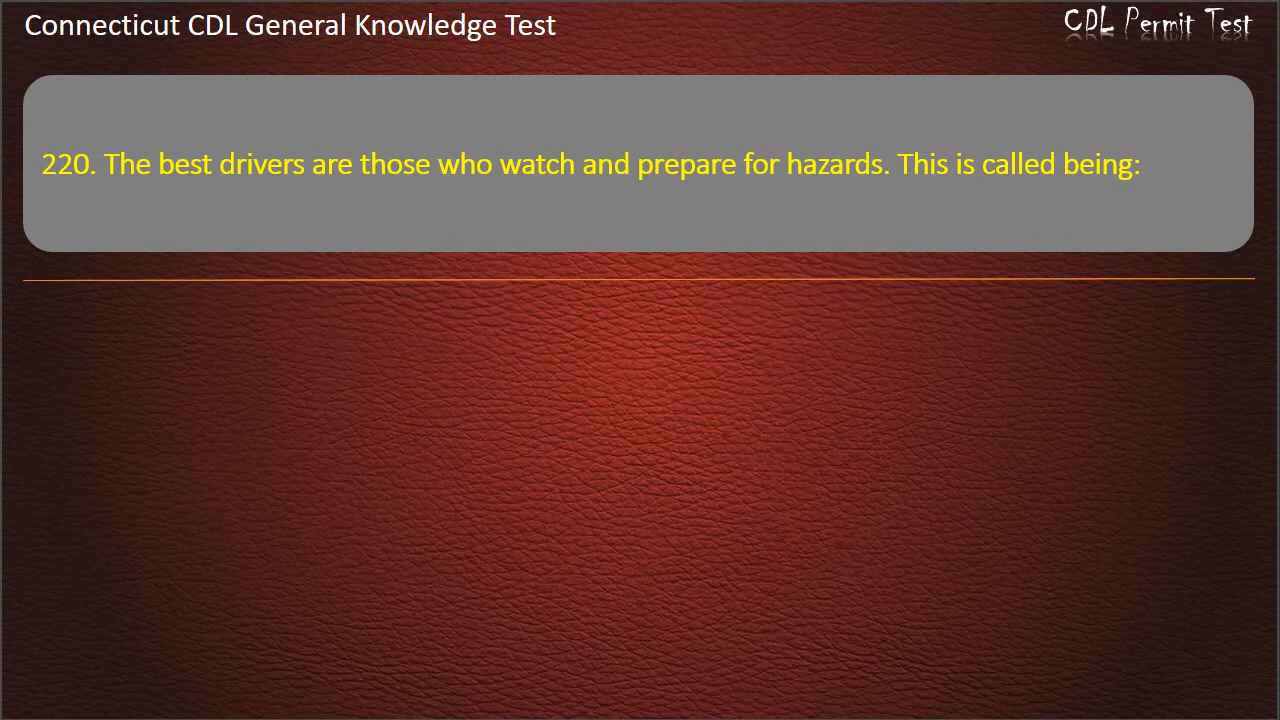 Connecticut CDL General Knowledge Test
CDL Permit Test
220. The best drivers are those who watch and prepare for hazards. This is called being: